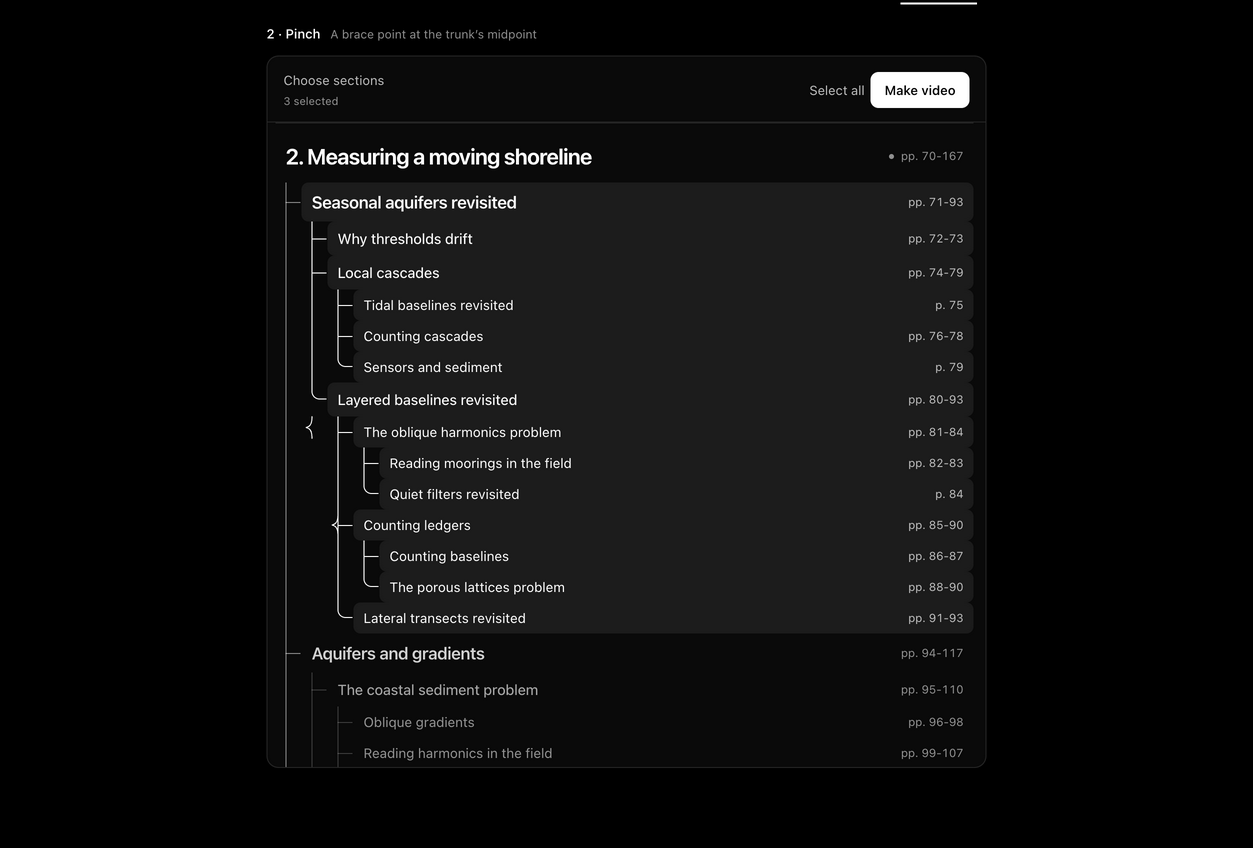 2 · Pinch A brace point at the trunk's midpoint
Choose sections
3 selected
Select all
Make video
2. Measuring a moving shoreline • pp. 70-167
Seasonal aquifers revisited pp. 71-93
Why thresholds drift pp. 72-73
Local cascades pp. 74-79
Tidal baselines revisited p. 75
Counting cascades pp. 76-78
Sensors and sediment p. 79
Layered baselines revisited pp. 80-93
The oblique harmonics problem pp. 81-84
Reading moorings in the field pp. 82-83
Quiet filters revisited p. 84
Counting ledgers pp. 85-90
Counting baselines pp. 86-87
The porous lattices problem pp. 88-90
Lateral transects revisited pp. 91-93
Aquifers and gradients pp. 94-117
The coastal sediment problem pp. 95-110
Oblique gradients pp. 96-98
Reading harmonics in the field pp. 99-107